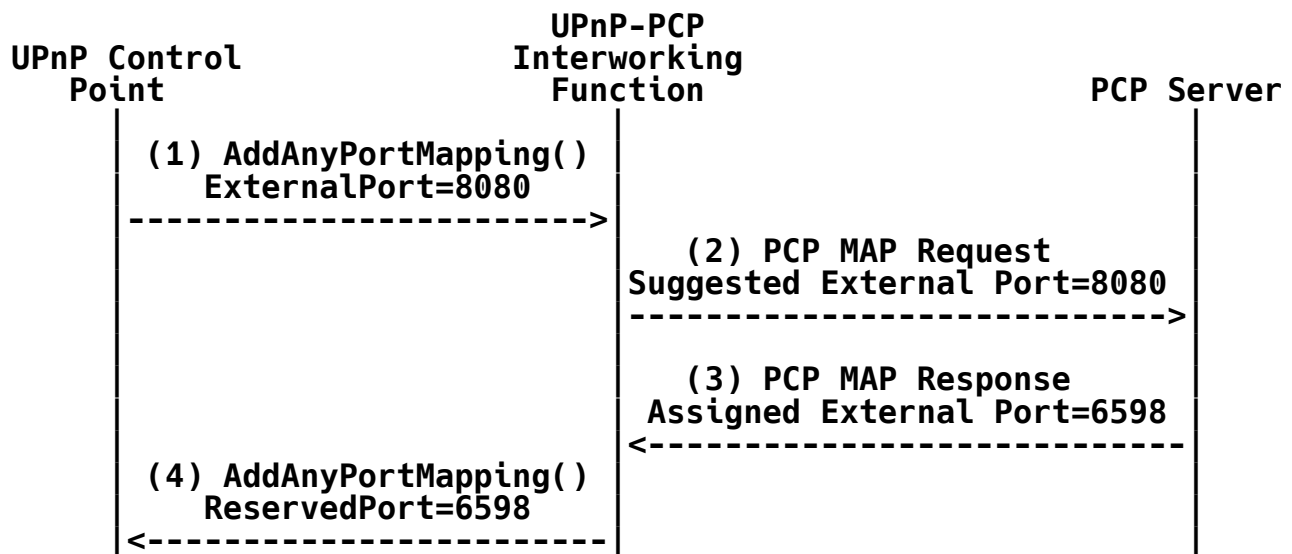 UPnP-PCP
UPnP Control Interworking
Point Function PCP Server
(1) AddAnyPortMapping()
ExternalPort=8080
(2) PCP MAP Request
Suggested External Port=8080
(3) PCP MAP Response
Assigned External Port=6598
(4) AddAnyPortMapping()
ReservedPort=6598